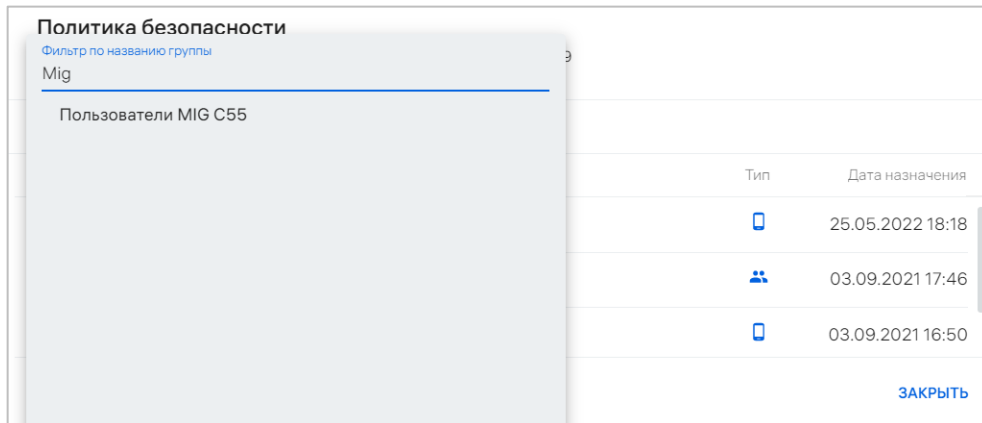 Политика безопасности
Фильтр по названию группы
Mig
Пользователи MIG C55
Тип Дата назначения
25.05.2022 18:18
03.09.2021 17:46
03.09.2021 16:50
ЗАКРЫТЬ